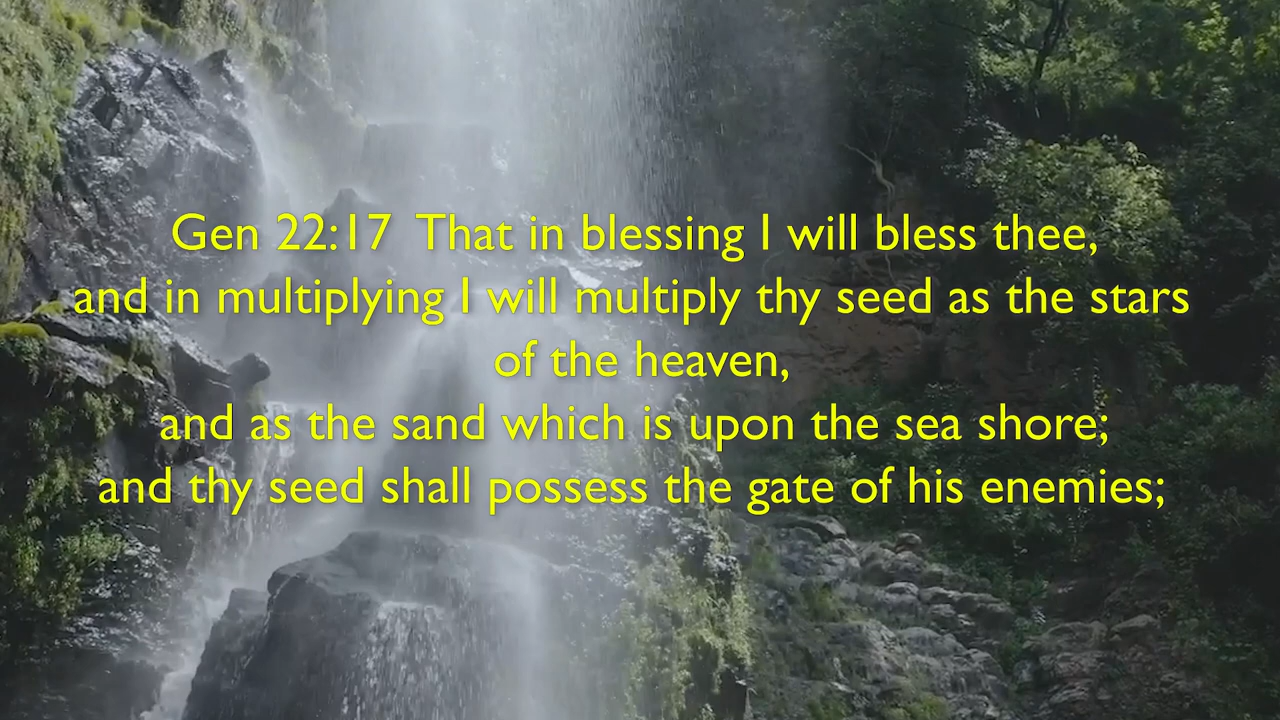 Gen 22:17  That in blessing I will bless thee,
and in multiplying I will multiply thy seed as the stars
of the heaven,
and as the sand which is upon the sea shore;
and thy seed shall possess the gate of his enemies;